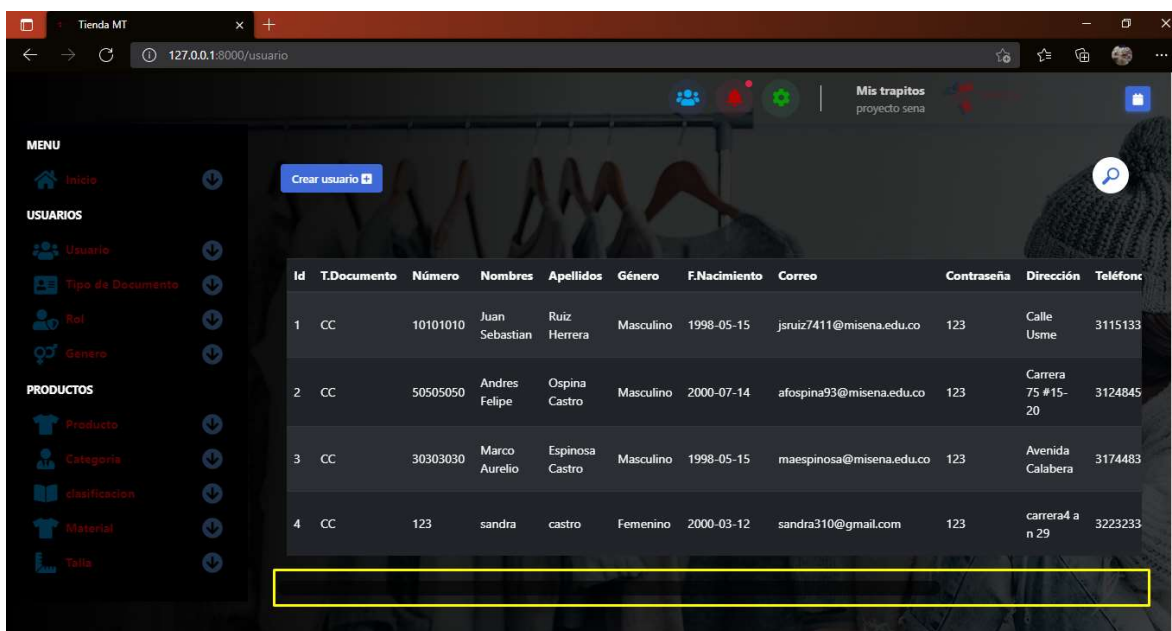 Tienda MT
127.0.0.1:8000/usuario
Mis trapitos
proyecto sena
MENU
Inicio
USUARIOS
Usuario
Tipo de Documento
Rol
Genero
PRODUCTOS
Producto
Categoria
clasificacion
Material
Talla
Crear usuario
Id T.Documento Número Nombres Apellidos Género F.Nacimiento Correo Contraseña Dirección Teléfono
1 CC 10101010 Juan Sebastian Ruiz Herrera Masculino 1998-05-15 jsruiz7411@misena.edu.co 123 Calle Usme 3115133
2 CC 50505050 Andres Felipe Ospina Castro Masculino 2000-07-14 afospina93@misena.edu.co 123 Carrera 75 #15-20 3124845
3 CC 30303030 Marco Aurelio Espinosa Castro Masculino 1998-05-15 maespinosa@misena.edu.co 123 Avenida Calabera 3174483
4 CC 123 sandra castro Femenino 2000-03-12 sandra310@gmail.com 123 carrera4 a n 29 3223233